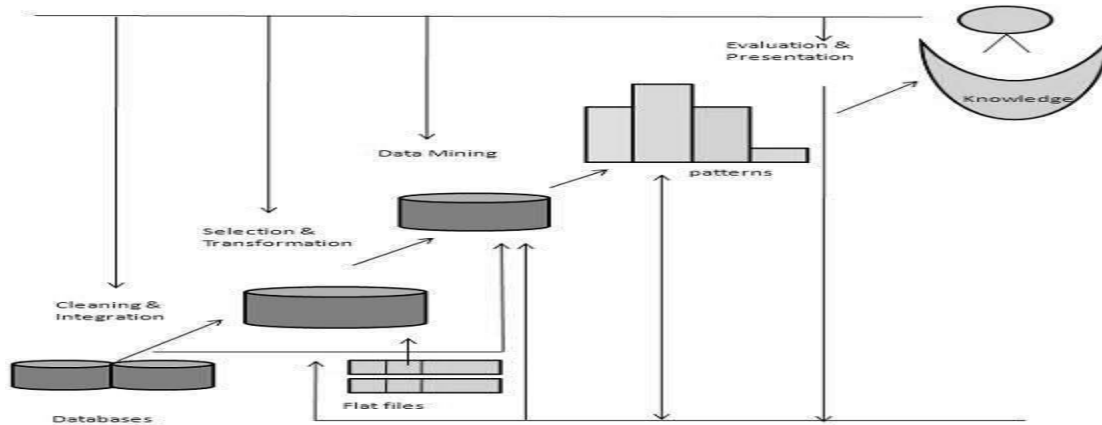 Evaluation &
Presentation
Knowledge
Data Mining
patterns
Selection &
Transformation
Cleaning &
Integration
Flat files
Databases